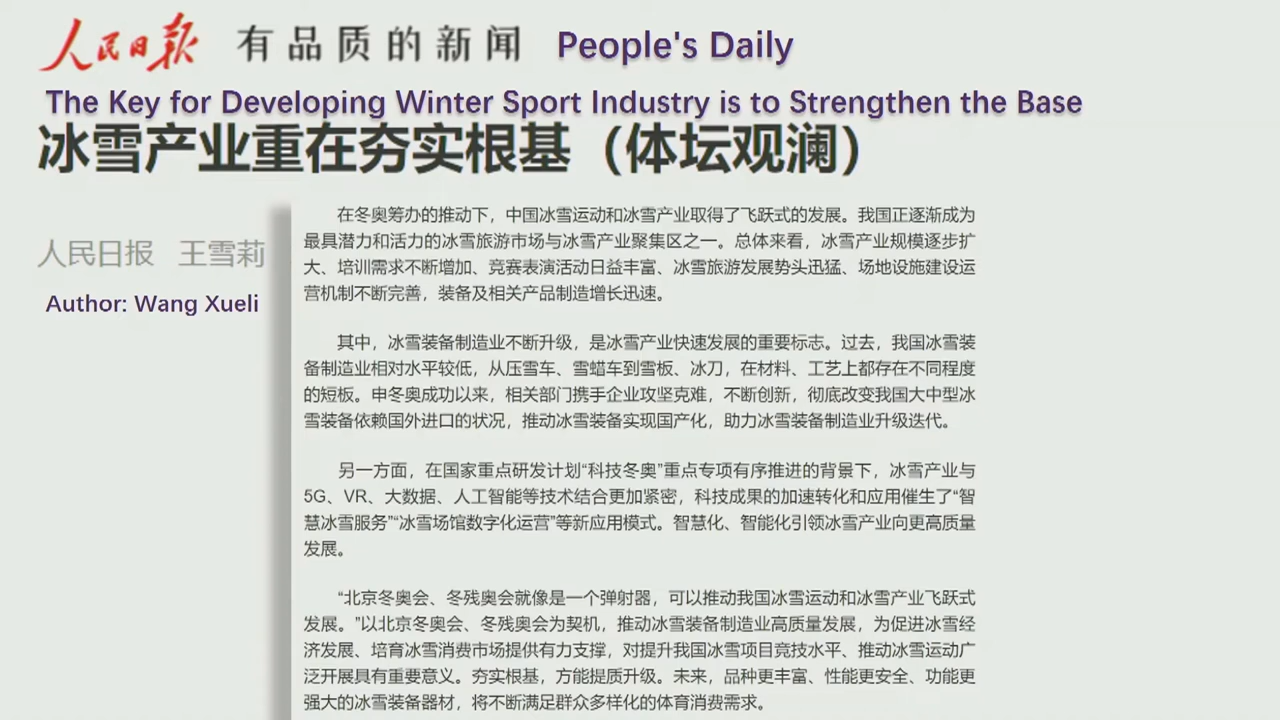 人民日报 有品质的新闻 People's Daily
The Key for Developing Winter Sport Industry is to Strengthen the Base
冰雪产业重在夯实根基（体坛观澜）
人民日报 王雪莉
Author: Wang Xueli
在冬奥筹办的推动下，中国冰雪运动和冰雪产业取得了飞跃式的发展。我国正逐渐成为
最具潜力和活力的冰雪旅游市场与冰雪产业聚集区之一。总体来看，冰雪产业规模逐步扩
大、培训需求不断增加、竞赛表演活动日益丰富、冰雪旅游发展势头迅猛、场地设施建设运
营机制不断完善，装备及相关产品制造增长迅速。
其中，冰雪装备制造业不断升级，是冰雪产业快速发展的重要标志。过去，我国冰雪装
备制造业相对水平较低，从压雪车、雪蜡车到雪板、冰刀，在材料、工艺上都存在不同程度
的短板。申冬奥成功以来，相关部门携手企业攻坚克难，不断创新，彻底改变我国大中型冰
雪装备依赖国外进口的状况，推动冰雪装备实现国产化，助力冰雪装备制造业升级迭代。
另一方面，在国家重点研发计划“科技冬奥”重点专项有序推进的背景下，冰雪产业与
5G、VR、大数据、人工智能等技术结合更加紧密，科技成果的加速转化和应用催生了“智
慧冰雪服务”“冰雪场馆数字化运营”等新应用模式。智慧化、智能化引领冰雪产业向更高质量
发展。
“北京冬奥会、冬残奥会就像是一个弹射器，可以推动我国冰雪运动和冰雪产业飞跃式
发展。”以北京冬奥会、冬残奥会为契机，推动冰雪装备制造业高质量发展，为促进冰雪经
济发展、培育冰雪消费市场提供有力支撑，对提升我国冰雪项目竞技水平、推动冰雪运动广
泛开展具有重要意义。夯实根基，方能提质升级。未来，品种更丰富、性能更安全、功能更
强大的冰雪装备器材，将不断满足群众多样化的体育消费需求。